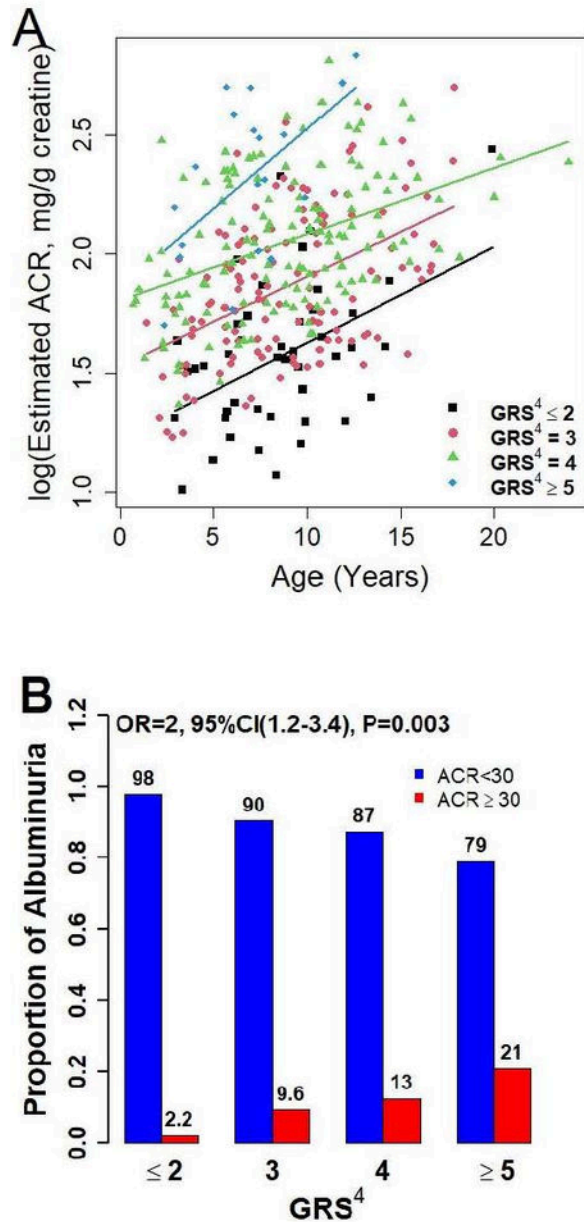 A
log(Estimated ACR, mg/g creatine)
2.5
2.0
1.5
1.0
GRS⁴ ≤ 2
GRS⁴ = 3
GRS⁴ = 4
GRS⁴ ≥ 5
0 5 10 15 20
Age (Years)
B
OR=2, 95%CI(1.2-3.4), P=0.003
ACR<30
ACR ≥ 30
Proportion of Albuminuria
1.2
1.0
0.8
0.6
0.4
0.2
0.0
98 90 87 79
2.2 9.6 13 21
≤ 2 3 4 ≥ 5
GRS⁴